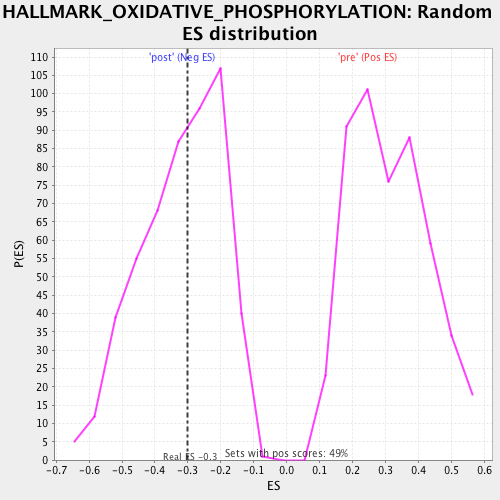 HALLMARK_OXIDATIVE_PHOSPHORYLATION: Random
ES distribution
'post' (Neg ES)
'pre' (Pos ES)
110
105
100
95
90
85
80
75
70
65
60
55
50
45
40
35
30
25
20
15
10
5
0
P(ES)
Real ES -0.3
Sets with pos scores: 49%
-0.7 -0.6 -0.5 -0.4 -0.3 -0.2 -0.1 0.0 0.1 0.2 0.3 0.4 0.5 0.6
ES